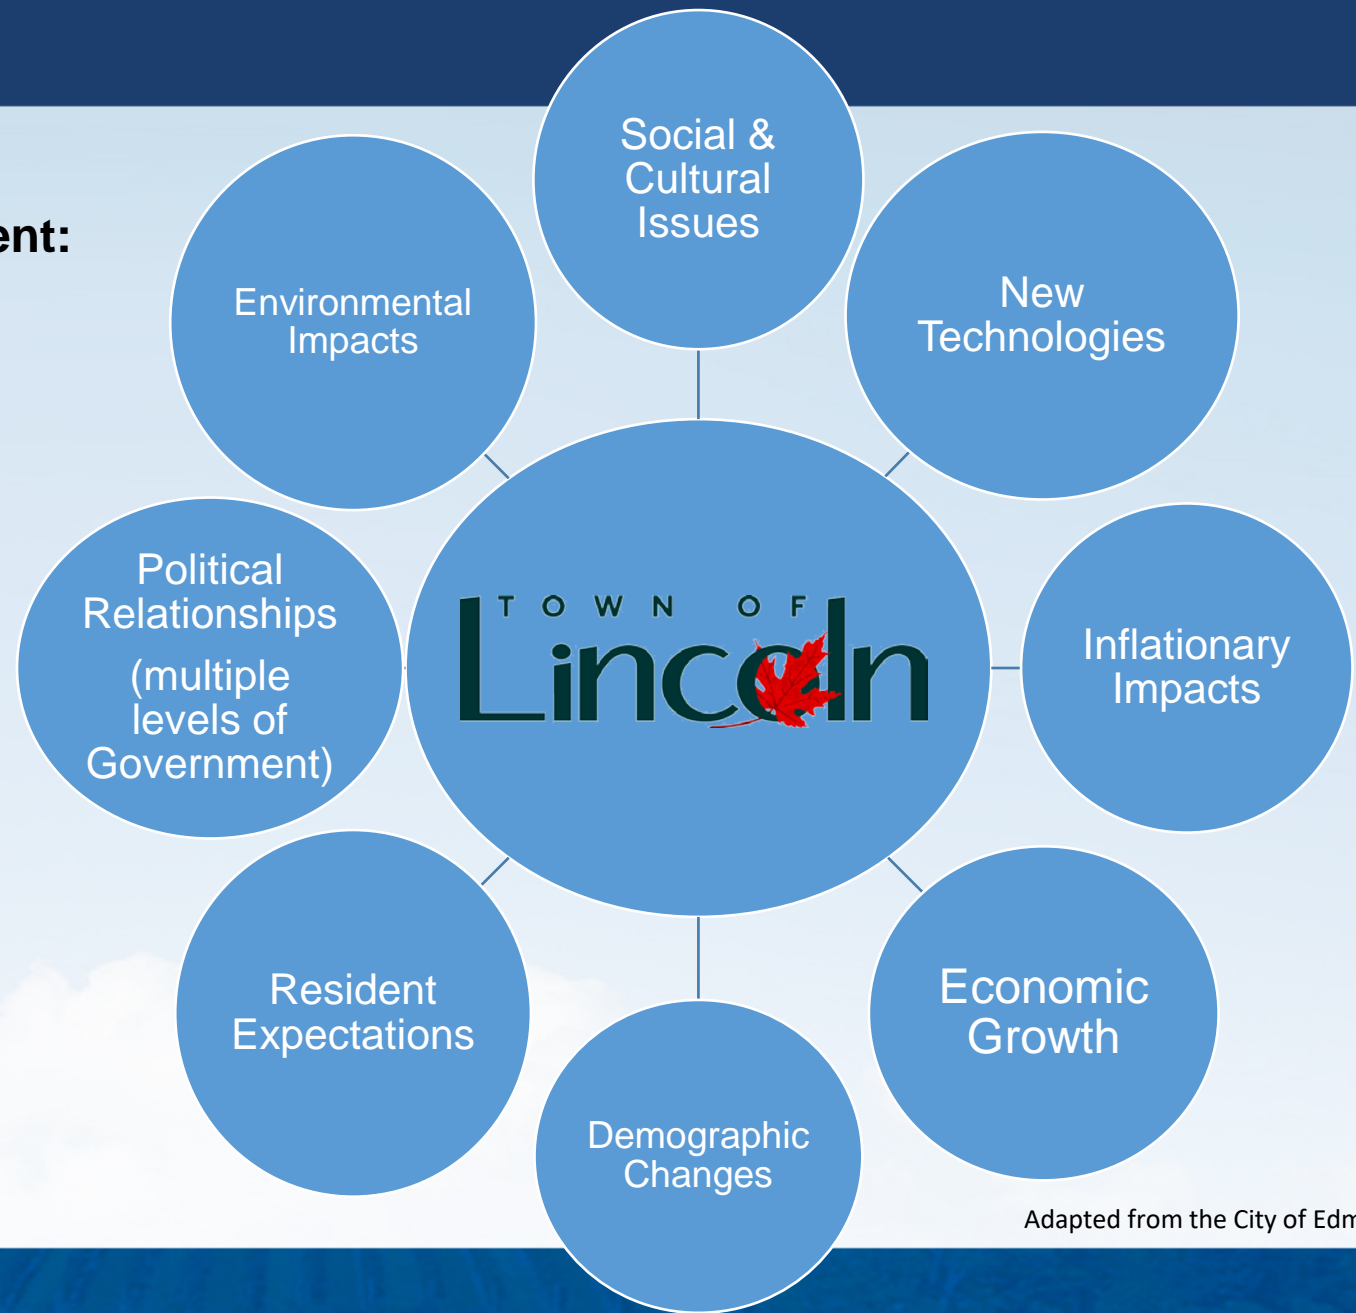 ent:
Social &
Cultural
Issues
New
Technologies
Environmental
Impacts
Political
Relationships
(multiple
levels of
Government)
TOWN OF
Lincoln
Inflationary
Impacts
Resident
Expectations
Economic
Growth
Demographic
Changes
Adapted from the City of Edm